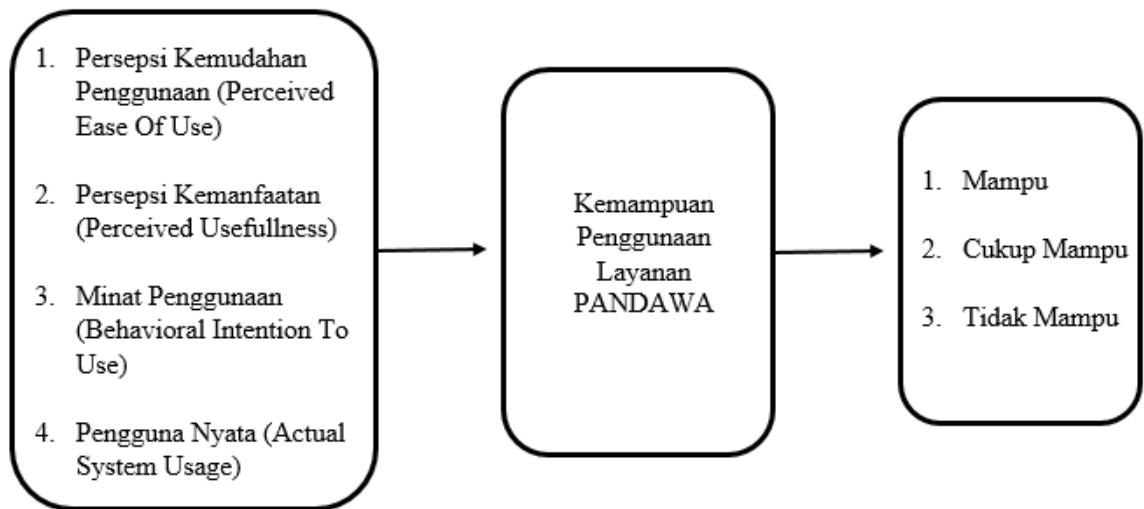 1. Persepsi Kemudahan
Penggunaan (Perceived
Ease Of Use)
2. Persepsi Kemanfaatan
(Perceived Usefullness)
3. Minat Penggunaan
(Behavioral Intention To
Use)
4. Pengguna Nyata (Actual
System Usage)
Kemampuan
Penggunaan
Layanan
PANDAWA
1. Mampu
2. Cukup Mampu
3. Tidak Mampu